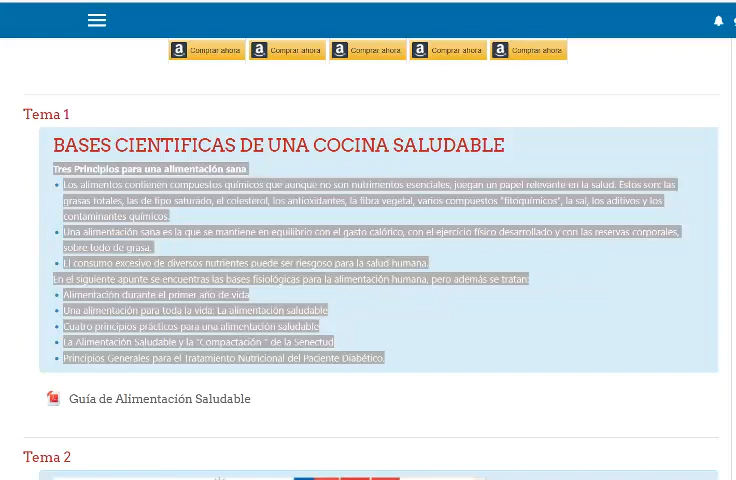 Comprar ahora Comprar ahora Comprar ahora Comprar ahora Comprar ahora
Tema 1
BASES CIENTIFICAS DE UNA COCINA SALUDABLE
Tres Principios para una alimentación sana
Los alimentos contienen compuestos químicos que aunque no son nutrimentos esenciales, juegan un papel relevante en la salud. Estos son: las
grasas totales, las de tipo saturado, el colesterol, los antioxidantes, la fibra vegetal, varios compuestos "fitoquímicos", la sal, los aditivos y los
contaminantes químicos.
Una alimentación sana es la que se mantiene en equilibrio con el gasto calórico, con el ejercicio físico desarrollado y con las reservas corporales,
sobre todo de grasa.
El consumo excesivo de diversos nutrientes puede ser riesgoso para la salud humana.
En el siguiente apunte se encuentras las bases fisiológicas para la alimentación humana, pero además se tratan:
Alimentación durante el primer año de vida
Una alimentación para toda la vida: La alimentación saludable
Cuatro principios prácticos para una alimentación saludable
La Alimentación Saludable y la "Compactación " de la Senectud
Principios Generales para el Tratamiento Nutricional del Paciente Diabético.
Guía de Alimentación Saludable
Tema 2